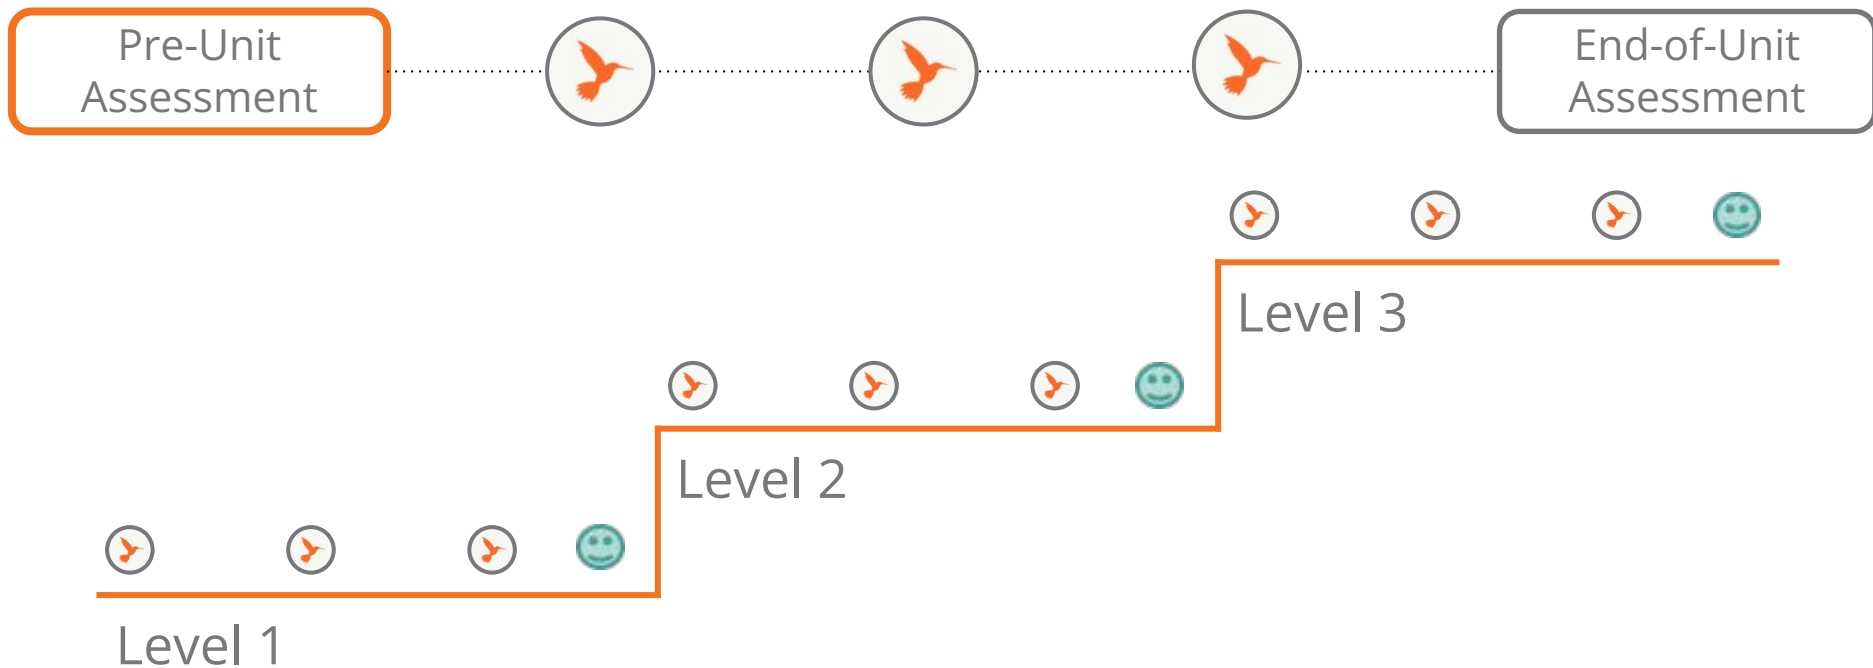 Pre-Unit
Assessment
End-of-Unit
Assessment
Level 3
Level 2
Level 1